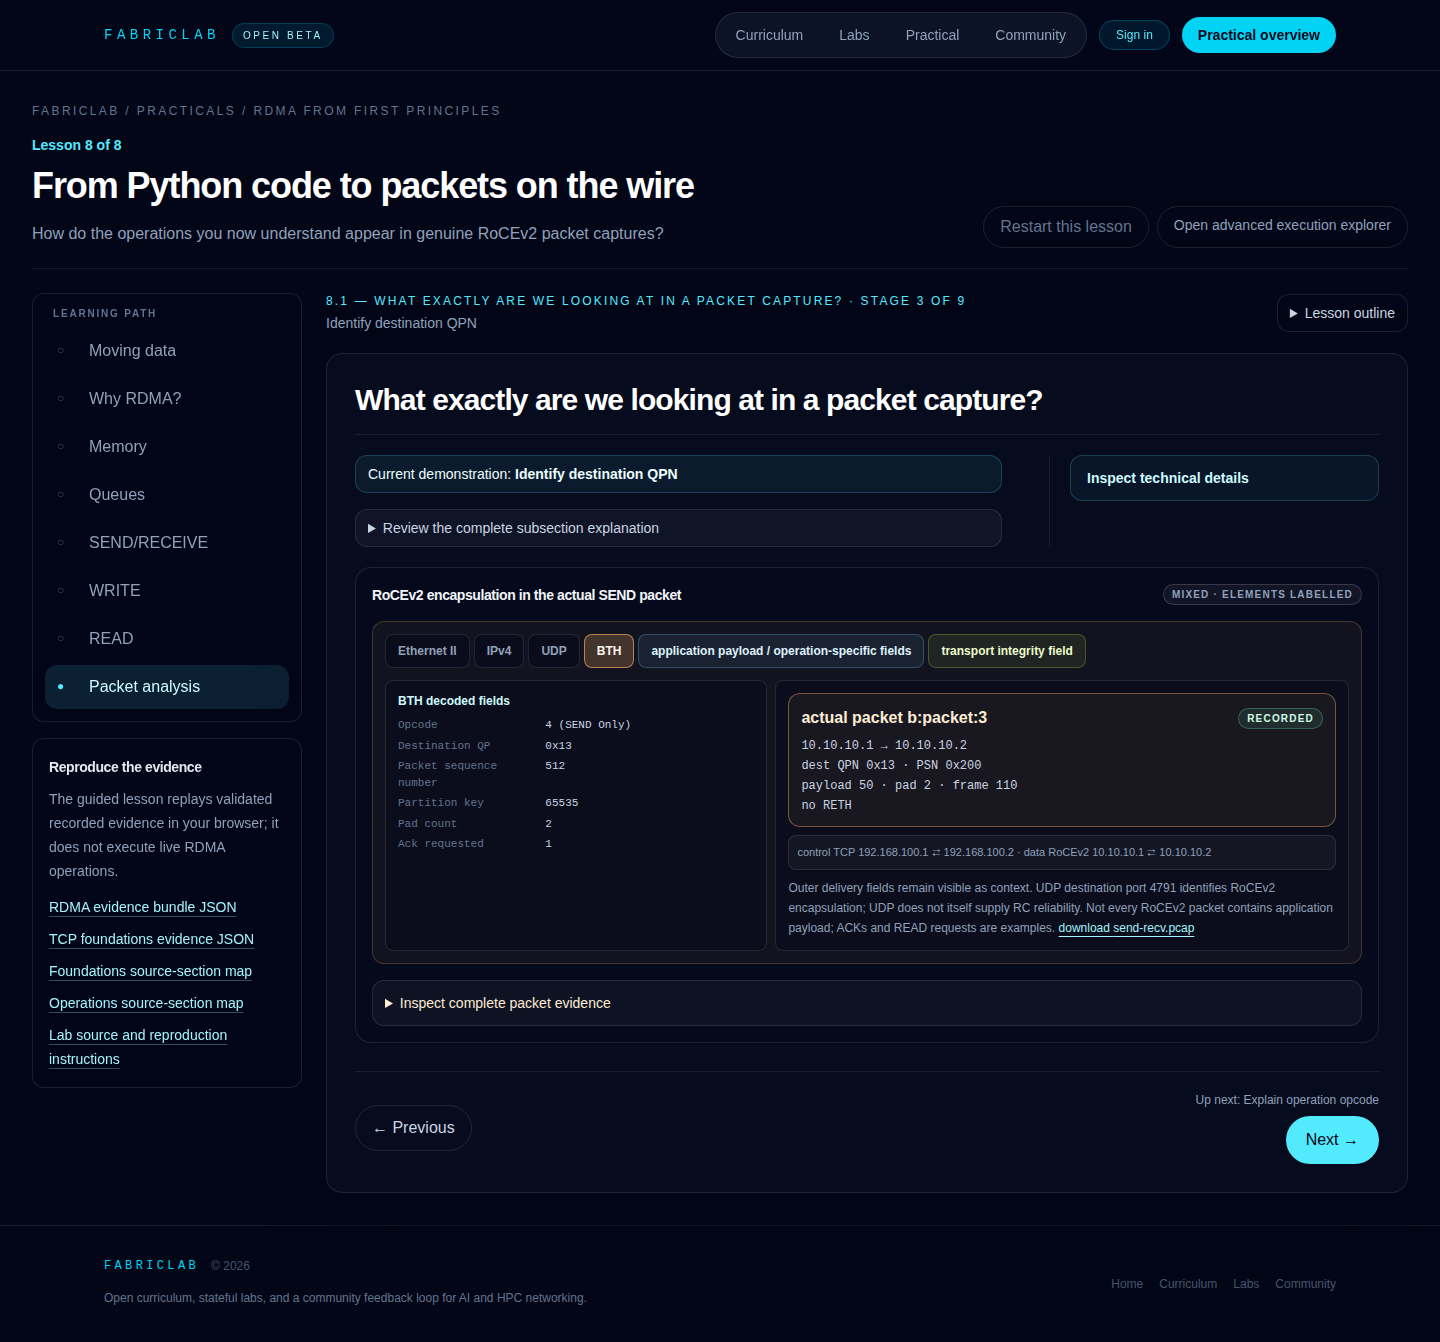 FABRICLAB
OPEN BETA
Curriculum
Labs
Practical
Community
Sign in
Practical overview
FABRICLAB / PRACTICALS / RDMA FROM FIRST PRINCIPLES
Lesson 8 of 8
From Python code to packets on the wire
How do the operations you now understand appear in genuine RoCEv2 packet captures?
Restart this lesson
Open advanced execution explorer
LEARNING PATH
Moving data
Why RDMA?
Memory
Queues
SEND/RECEIVE
WRITE
READ
Packet analysis
Reproduce the evidence
The guided lesson replays validated
recorded evidence in your browser; it
does not execute live RDMA
operations.
RDMA evidence bundle JSON
TCP foundations evidence JSON
Foundations source-section map
Operations source-section map
Lab source and reproduction
instructions
8.1 — WHAT EXACTLY ARE WE LOOKING AT IN A PACKET CAPTURE? · STAGE 3 OF 9
Identify destination QPN
▶ Lesson outline
What exactly are we looking at in a packet capture?
Current demonstration: Identify destination QPN
▶ Review the complete subsection explanation
Inspect technical details
RoCEv2 encapsulation in the actual SEND packet
MIXED · ELEMENTS LABELLED
Ethernet II
IPv4
UDP
BTH
application payload / operation-specific fields
transport integrity field
BTH decoded fields
Opcode 4 (SEND Only)
Destination QP 0x13
Packet sequence 512
number
Partition key 65535
Pad count 2
Ack requested 1
actual packet b:packet:3
RECORDED
10.10.10.1 → 10.10.10.2
dest QPN 0x13 · PSN 0x200
payload 50 · pad 2 · frame 110
no RETH
control TCP 192.168.100.1 ⇄ 192.168.100.2 · data RoCEv2 10.10.10.1 ⇄ 10.10.10.2
Outer delivery fields remain visible as context. UDP destination port 4791 identifies RoCEv2
encapsulation; UDP does not itself supply RC reliability. Not every RoCEv2 packet contains application
payload; ACKs and READ requests are examples. download send-recv.pcap
▶ Inspect complete packet evidence
← Previous
Up next: Explain operation opcode
Next →
FABRICLAB © 2026
Open curriculum, stateful labs, and a community feedback loop for AI and HPC networking.
Home
Curriculum
Labs
Community